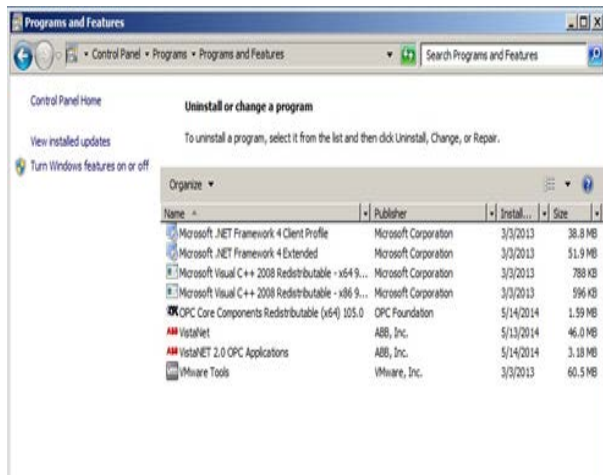 Programs and Features
Control Panel Programs Programs and Features Search Programs and Features
Control Panel Home
View installed updates
Turn Windows features on or off
Uninstall or change a program
To uninstall a program, select it from the list and then click Uninstall, Change, or Repair.
Organize
Name Publisher Install... Size
Microsoft .NET Framework 4 Client Profile Microsoft Corporation 3/3/2013 38.8 MB
Microsoft .NET Framework 4 Extended Microsoft Corporation 3/3/2013 51.9 MB
Microsoft Visual C++ 2008 Redistributable - x64 9... Microsoft Corporation 3/3/2013 788 KB
Microsoft Visual C++ 2008 Redistributable - x86 9... Microsoft Corporation 3/3/2013 596 KB
OPC Core Components Redistributable (x64) 105.0 OPC Foundation 5/14/2014 1.59 MB
ABB VistaNet ABB, Inc. 5/13/2014 46.0 MB
ABB VistaNET 2.0 OPC Applications ABB, Inc. 5/14/2014 3.18 MB
VMware Tools VMware, Inc. 3/3/2013 60.5 MB